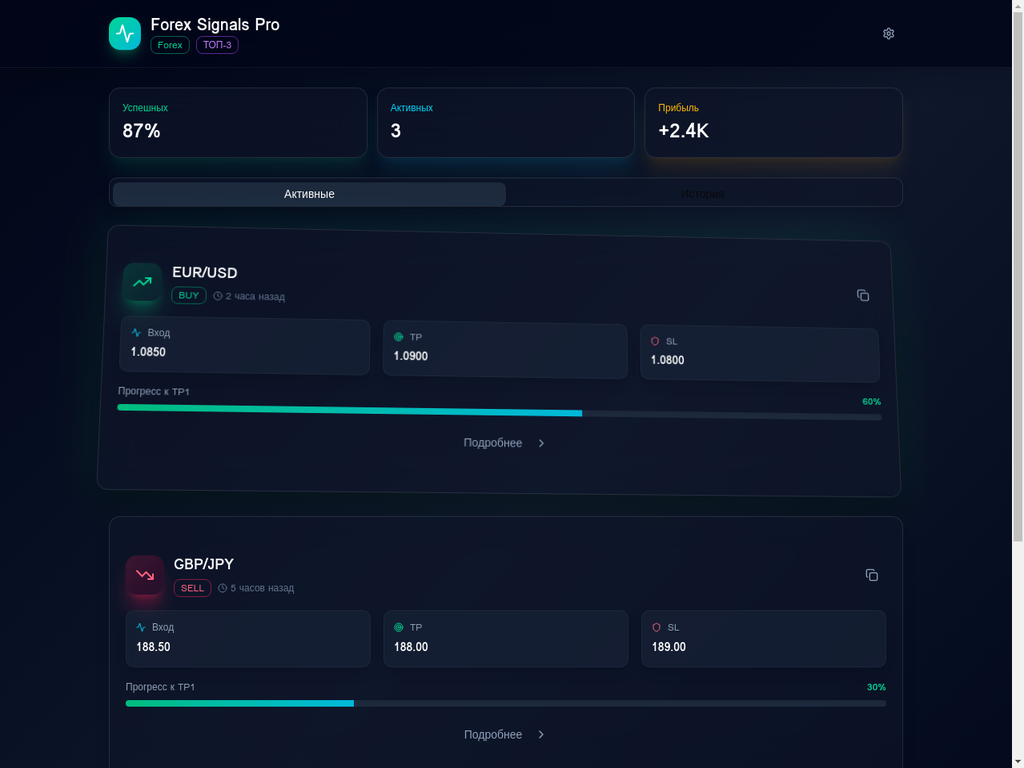 Forex Signals Pro
Forex ТОП-3
Успешных
87%
Активных
3
Прибыль
+2.4K
Активные
История
EUR/USD
BUY 2 часа назад
Вход
1.0850
TP
1.0900
SL
1.0800
Прогресс к TP1
60%
Подробнее
GBP/JPY
SELL 5 часов назад
Вход
188.50
TP
188.00
SL
189.00
Прогресс к TP1
30%
Подробнее